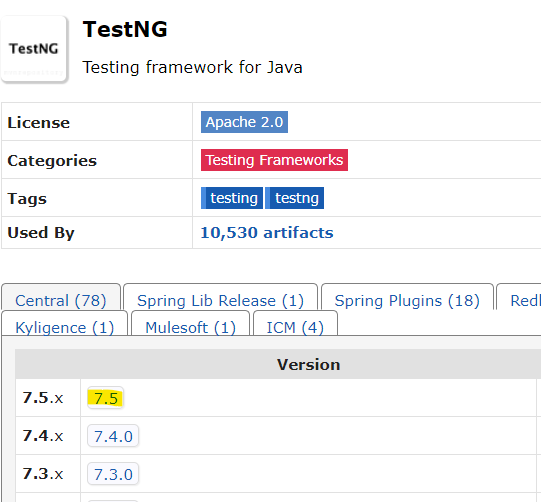 TestNG
TestNG
Testing framework for Java
License Apache 2.0
Categories Testing Frameworks
Tags testing testng
Used By 10,530 artifacts
Central (78) Spring Lib Release (1) Spring Plugins (18) Redl
Kyligence (1) Mulesoft (1) ICM (4)
Version
7.5.x 7.5
7.4.x 7.4.0
7.3.x 7.3.0